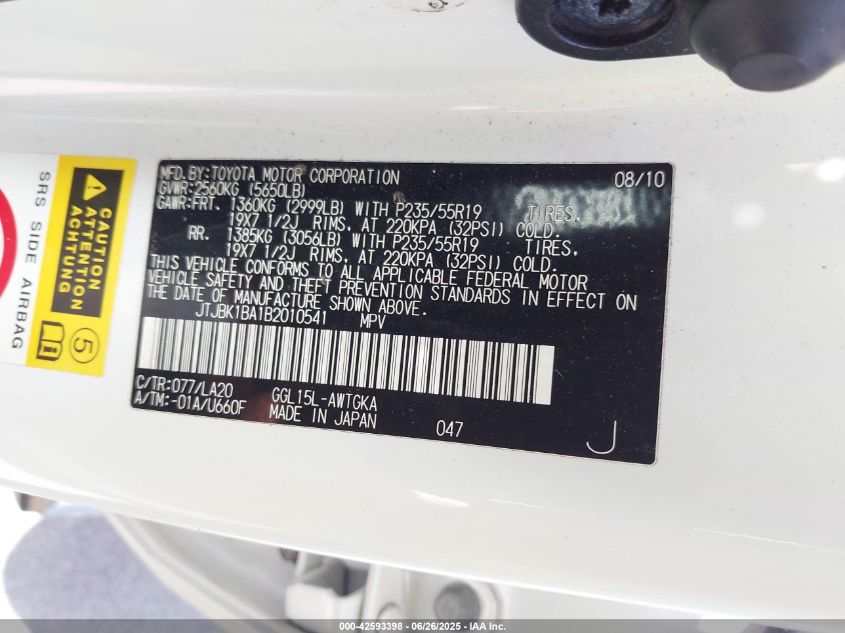 MFD. BY: TOYOTA MOTOR CORPORATION 08/10
GVWR: 2560KG (5650LB)
GAWR: FRT. 1360KG (2999LB) WITH P235/55R19 TIRES,
19X7 1/2J RIMS, AT 220KPA (32PSI) COLD.
RR. 1385KG (3056LB) WITH P235/55R19 TIRES,
19X7 1/2J RIMS, AT 220KPA (32PSI) COLD.
THIS VEHICLE CONFORMS TO ALL APPLICABLE FEDERAL MOTOR
VEHICLE SAFETY AND THEFT PREVENTION STANDARDS IN EFFECT ON
THE DATE OF MANUFACTURE SHOWN ABOVE.
JTJBK1BA1B2010541 MPV
C/TR: 077/LA20 GGL15L-AWTGKA
A/TM: -01A/U660F MADE IN JAPAN 047 J
SRS SIDE AIRBAG
CAUTION
ATTENTION
ACHTUNG
5
000-42593398 - 06/26/2025 - IAA Inc.